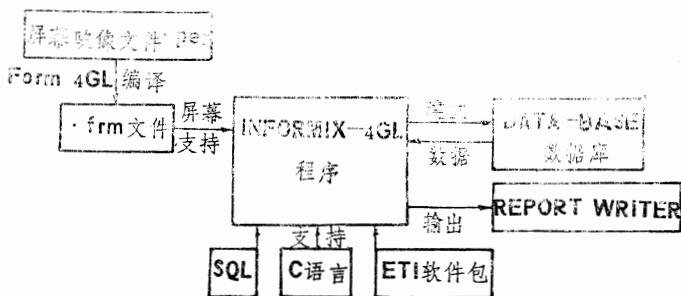 屏幕映像文件·per
Form 4GL 编译
·frm文件
屏幕
支持
INFORMIX-4GL
程序
数据
DATA-BASE
数据库
输出
REPORT WRITER
支持
SQL
C语言
ETI软件包